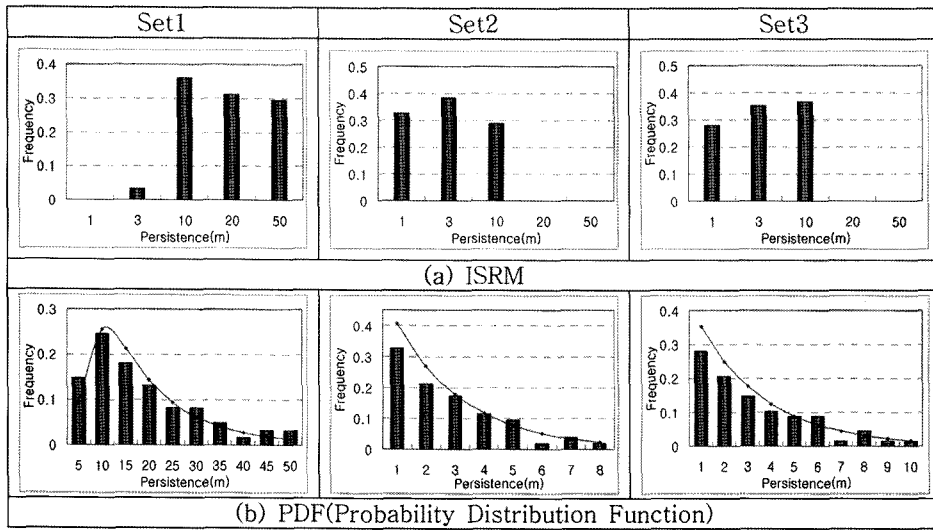 Set1
Set2
Set3
Frequency
0.4
0.3
0.2
0.1
0
1 3 10 20 50
Persistence(m)
Frequency
0.5
0.4
0.3
0.2
0.1
0
1 3 10 20 50
Persistence(m)
Frequency
0.5
0.4
0.3
0.2
0.1
0
1 3 10 20 50
Persistence(m)
(a) ISRM
Frequency
0.3
0.2
0.1
0
5 10 15 20 25 30 35 40 45 50
Persistence(m)
Frequency
0.4
0.3
0.2
0.1
0
1 2 3 4 5 6 7 8
Persistence(m)
Frequency
0.4
0.3
0.2
0.1
0
1 2 3 4 5 6 7 8 9 10
Persistence(m)
(b) PDF(Probability Distribution Function)